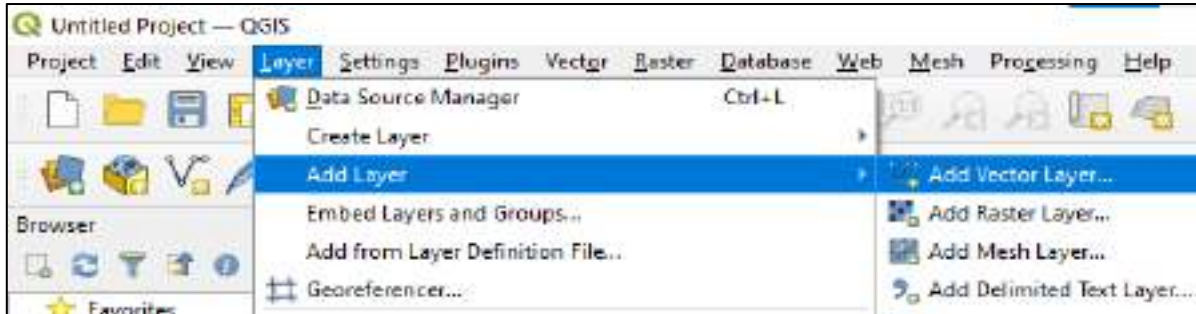 Untitled Project — QGIS
Project Edit View Layer Settings Plugins Vector Raster Database Web Mesh Processing Help
Data Source Manager Ctrl+L
Create Layer
Add Layer
Add Vector Layer...
Embed Layers and Groups...
Add Raster Layer...
Browser
Add from Layer Definition File...
Add Mesh Layer...
Georeferencer...
Add Delimited Text Layer...
Favorites